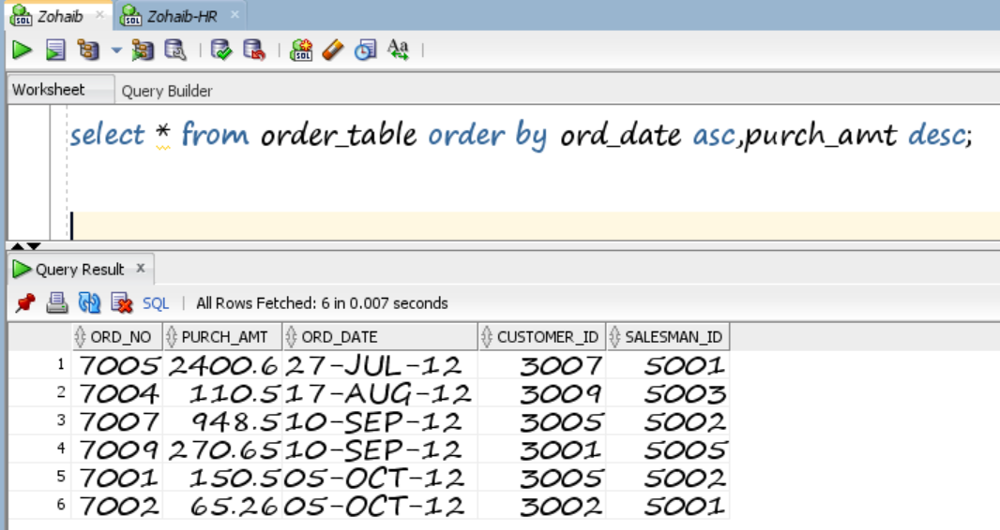 Zohaib × Zohaib-HR ×
Worksheet Query Builder
select * from order_table order by ord_date asc,purch_amt desc;
Query Result ×
SQL | All Rows Fetched: 6 in 0.007 seconds
ORD_NO PURCH_AMT ORD_DATE CUSTOMER_ID SALESMAN_ID
1 7005 2400.6 27-JUL-12 3007 5001
2 7004 110.5 17-AUG-12 3009 5003
3 7007 948.5 10-SEP-12 3005 5002
4 7009 270.65 10-SEP-12 3001 5005
5 7001 150.5 05-OCT-12 3005 5002
6 7002 65.26 05-OCT-12 3002 5001